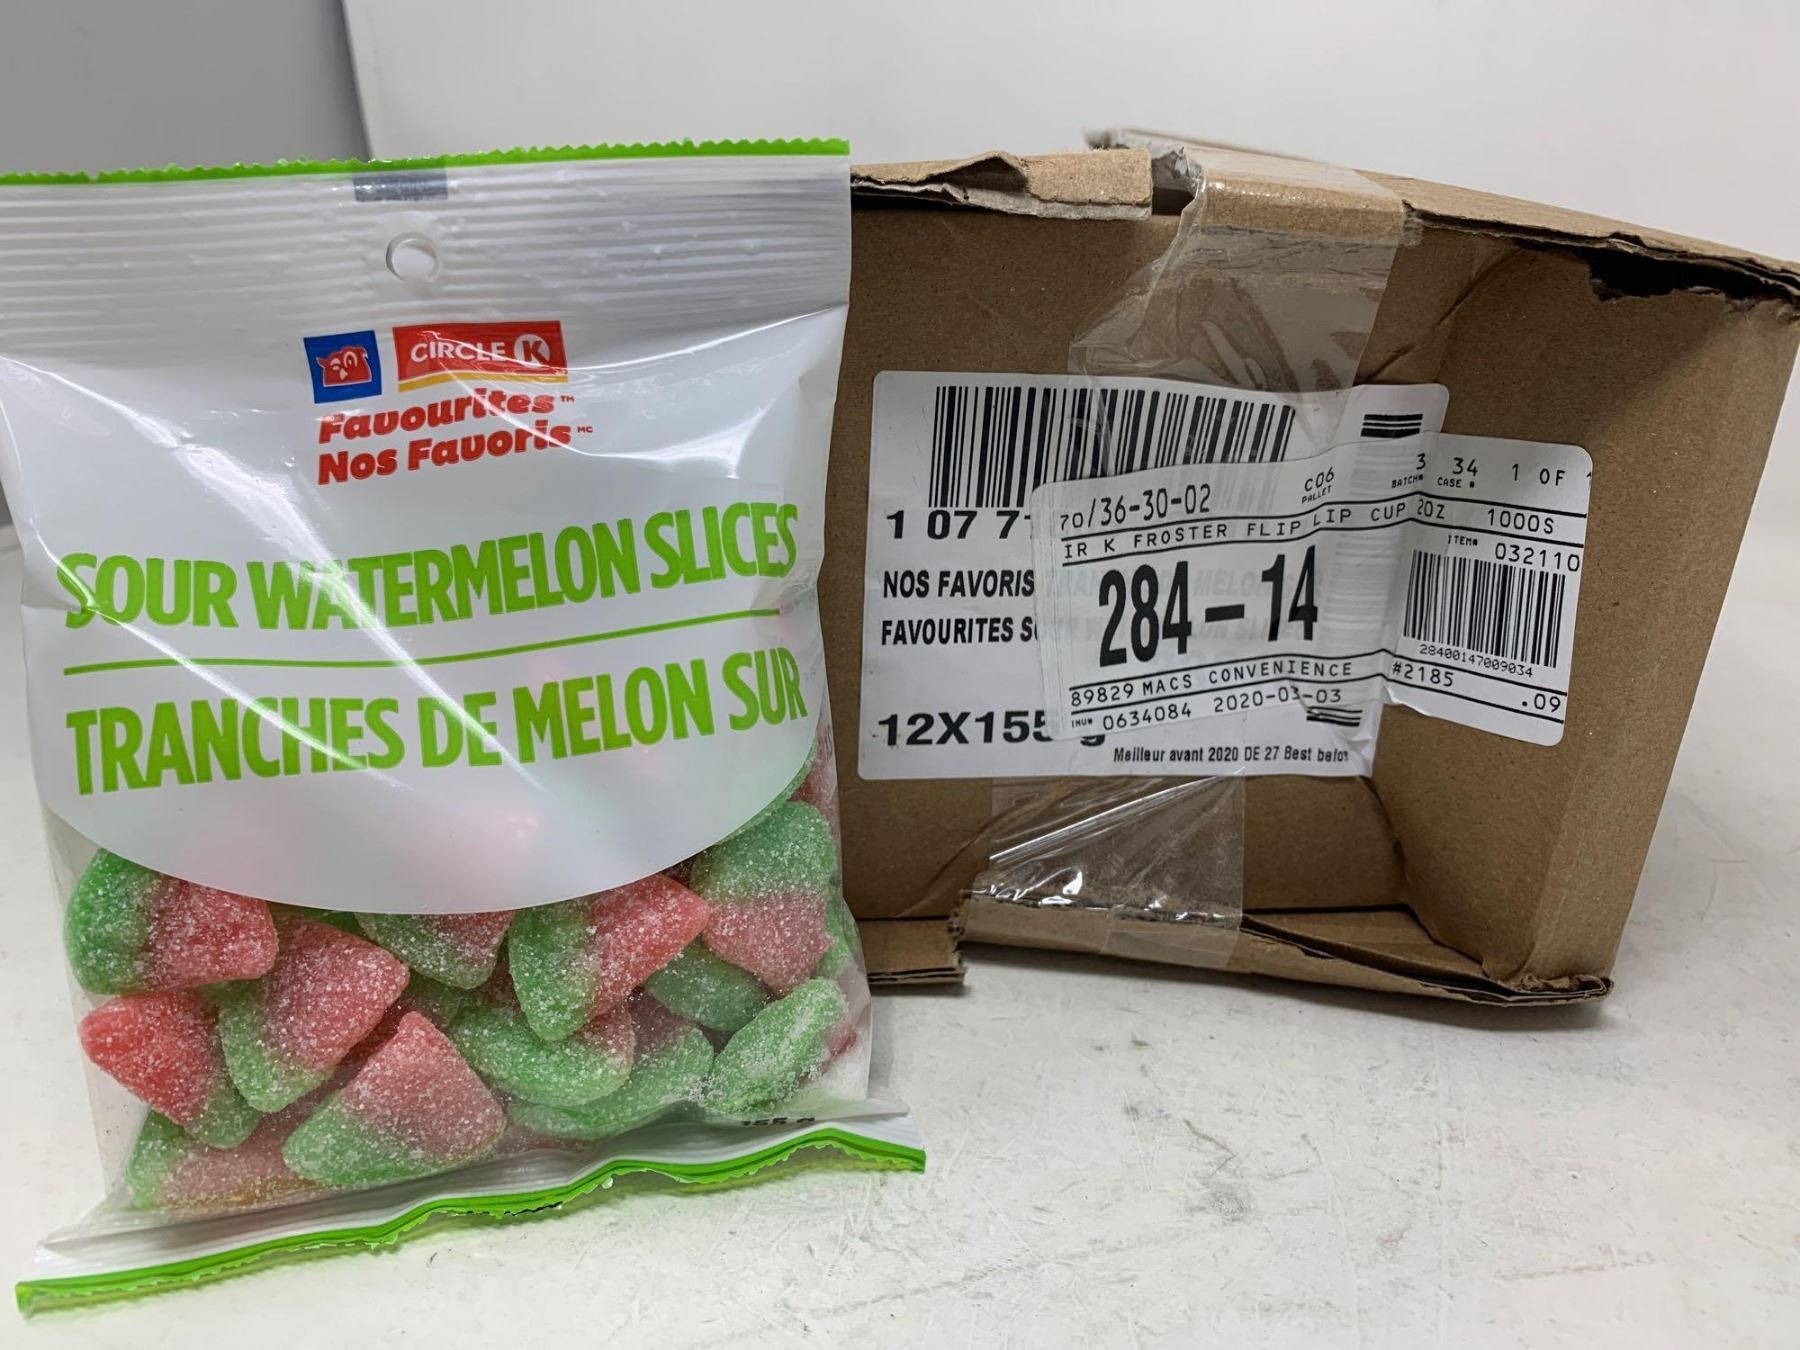 CIRCLE K
Favourites™
Nos Favoris MC
SOUR WATERMELON SLICES
TRANCHES DE MELON SUR
155 g
1 07 7
NOS FAVORIS
FAVOURITES
12X155 g
Meilleur avant 2020 DE 27 Best before
70/36-30-02
C06
PALLET
3
BATCH#
34
CASE #
1 OF
IR K FROSTER FLIP LIP CUP 20Z 1000S
284-14
ITEM# 032110
28400147009034
89829 MACS CONVENIENCE #2185
INV# 0634084 2020-03-03 .09